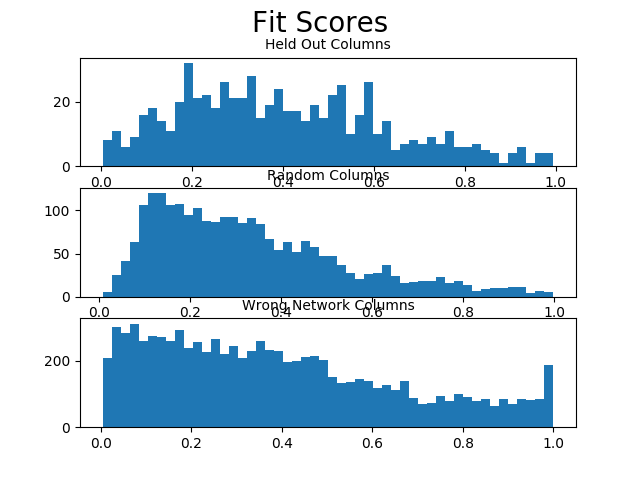 Fit Scores
Held Out Columns
20
0
0.0 0.2 0.4 0.6 0.8 1.0
Random Columns
100
50
0
0.0 0.2 0.4 0.6 0.8 1.0
Wrong Network Columns
200
0
0.0 0.2 0.4 0.6 0.8 1.0